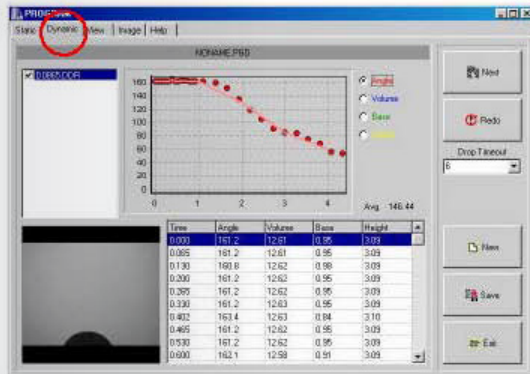 PROGRAM
Static Dynamic View Image Help
NONAME.PGD
0.0865.DDR
160
140
120
100
80
60
40
20
0
0 1 2 3 4
Angle
Volume
Base
Avg. 146.44
Next
Redo
Drop Timeout
6
New
Save
Exit
Time Angle Volume Base Height
0.000 161.2 12.61 0.95 3.09
0.065 161.2 12.61 0.95 3.09
0.130 160.8 12.62 0.98 3.09
0.200 161.2 12.62 0.95 3.09
0.265 161.2 12.62 0.95 3.09
0.330 161.2 12.63 0.95 3.09
0.402 163.4 12.63 0.84 3.10
0.465 161.2 12.62 0.95 3.09
0.530 161.2 12.62 0.95 3.09
0.600 162.1 12.58 0.91 3.09